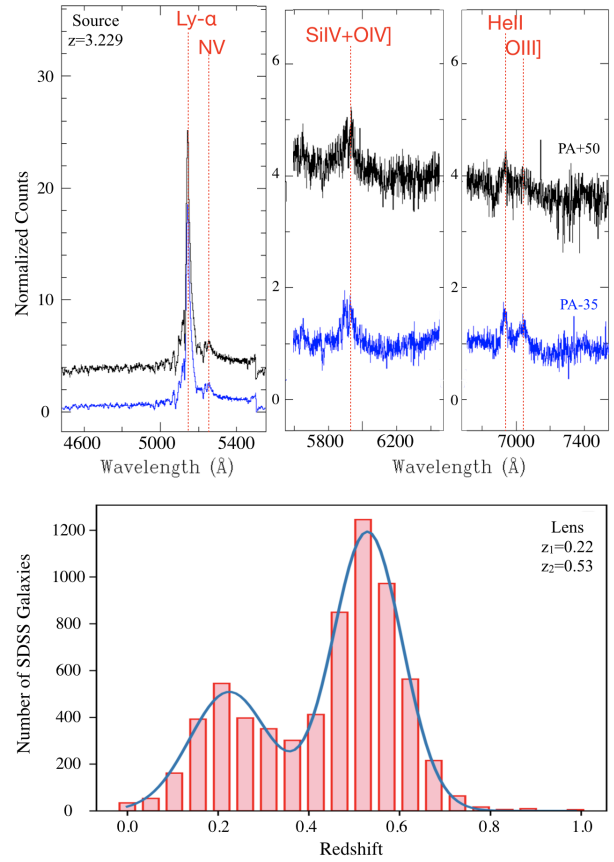 Source
z=3.229
Ly-α
NV
SiIV+OIV]
HeII
OIII]
PA+50
PA-35
Normalized Counts
30
20
10
0
4600 5000 5400
Wavelength (Å)
6
4
2
0
5800 6200
6
4
2
0
7000 7400
Wavelength (Å)
Number of SDSS Galaxies
1200
1000
800
600
400
200
0
Lens
z1=0.22
z2=0.53
0.0 0.2 0.4 0.6 0.8 1.0
Redshift